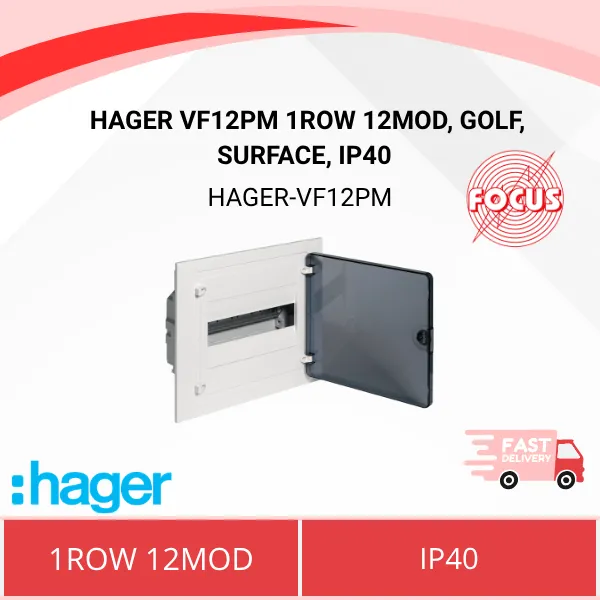 HAGER VF12PM 1ROW 12MOD, GOLF,
SURFACE, IP40
HAGER-VF12PM
FOCUS
FAST
DELIVERY
:hager
1ROW 12MOD
IP40